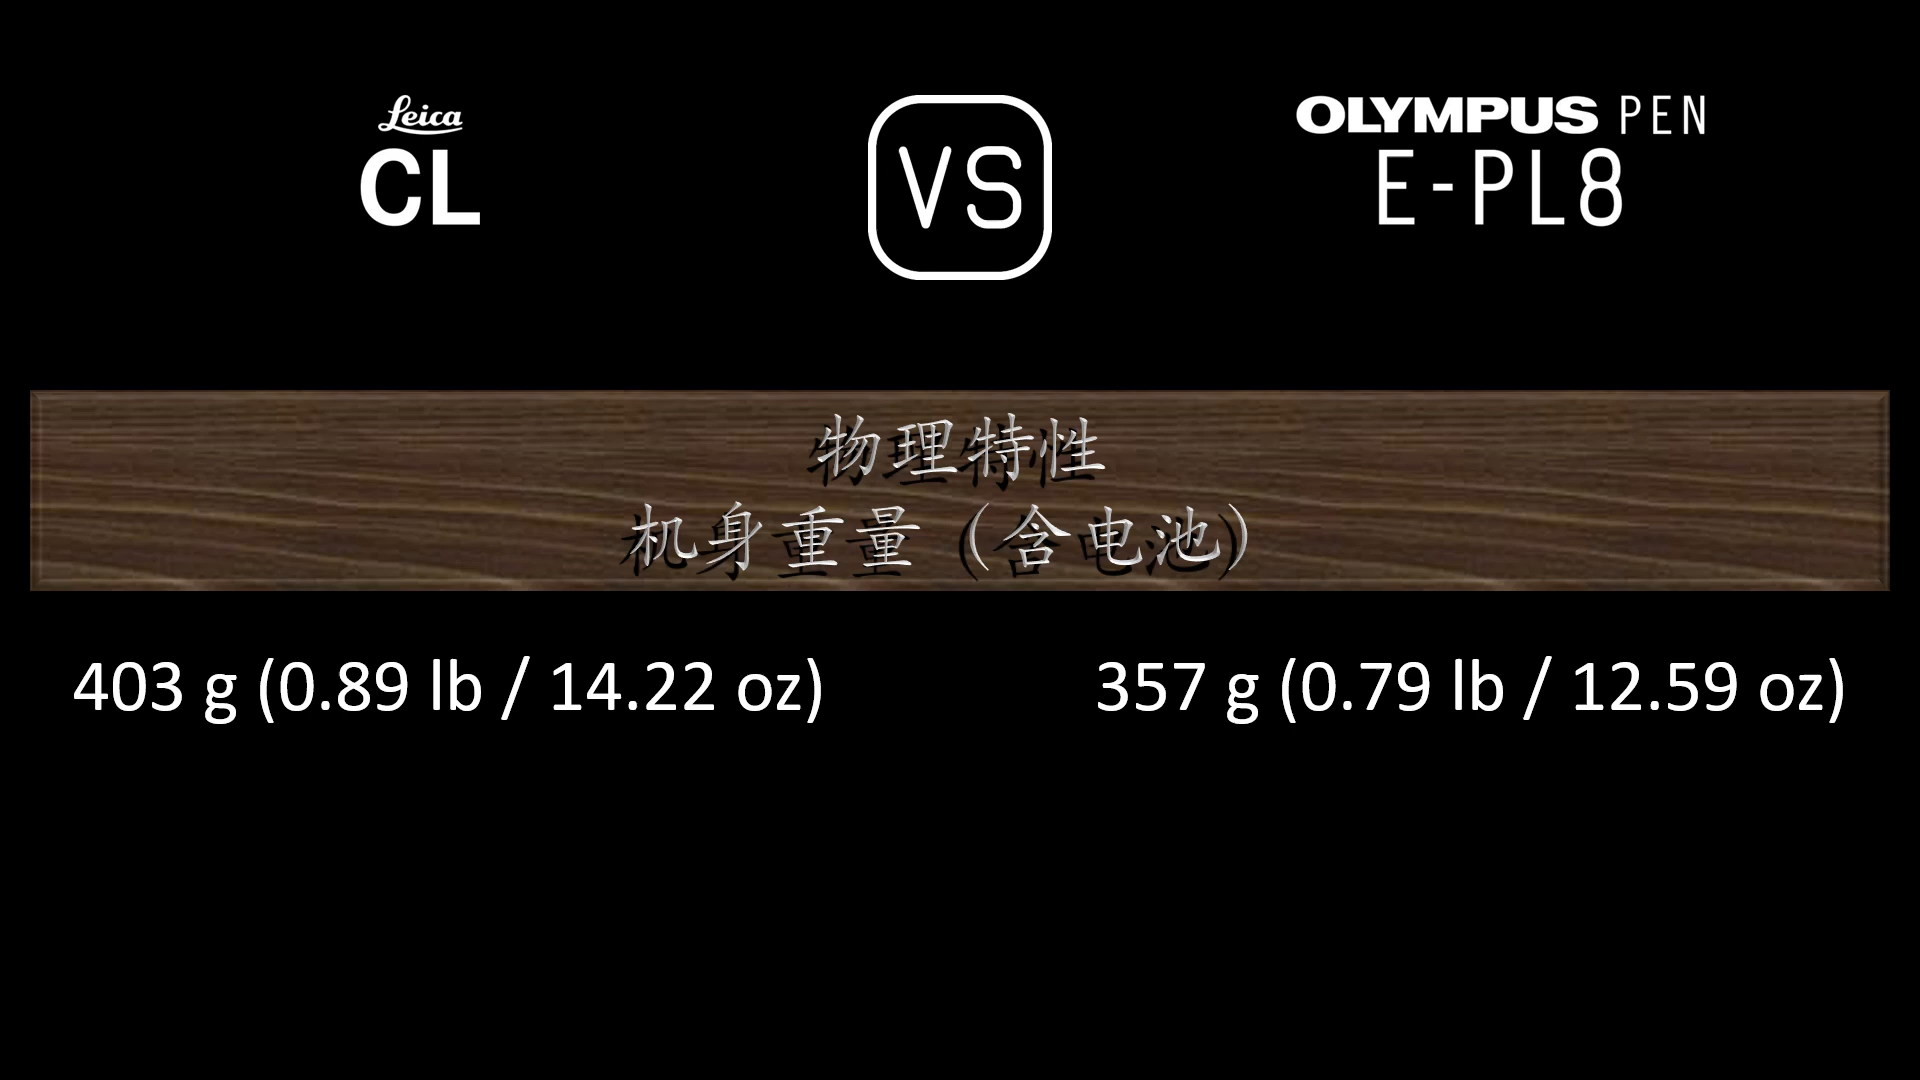 Leica
CL
VS
OLYMPUS PEN
E-PL8
物理特性
机身重量（含电池）
403 g (0.89 lb / 14.22 oz)
357 g (0.79 lb / 12.59 oz)